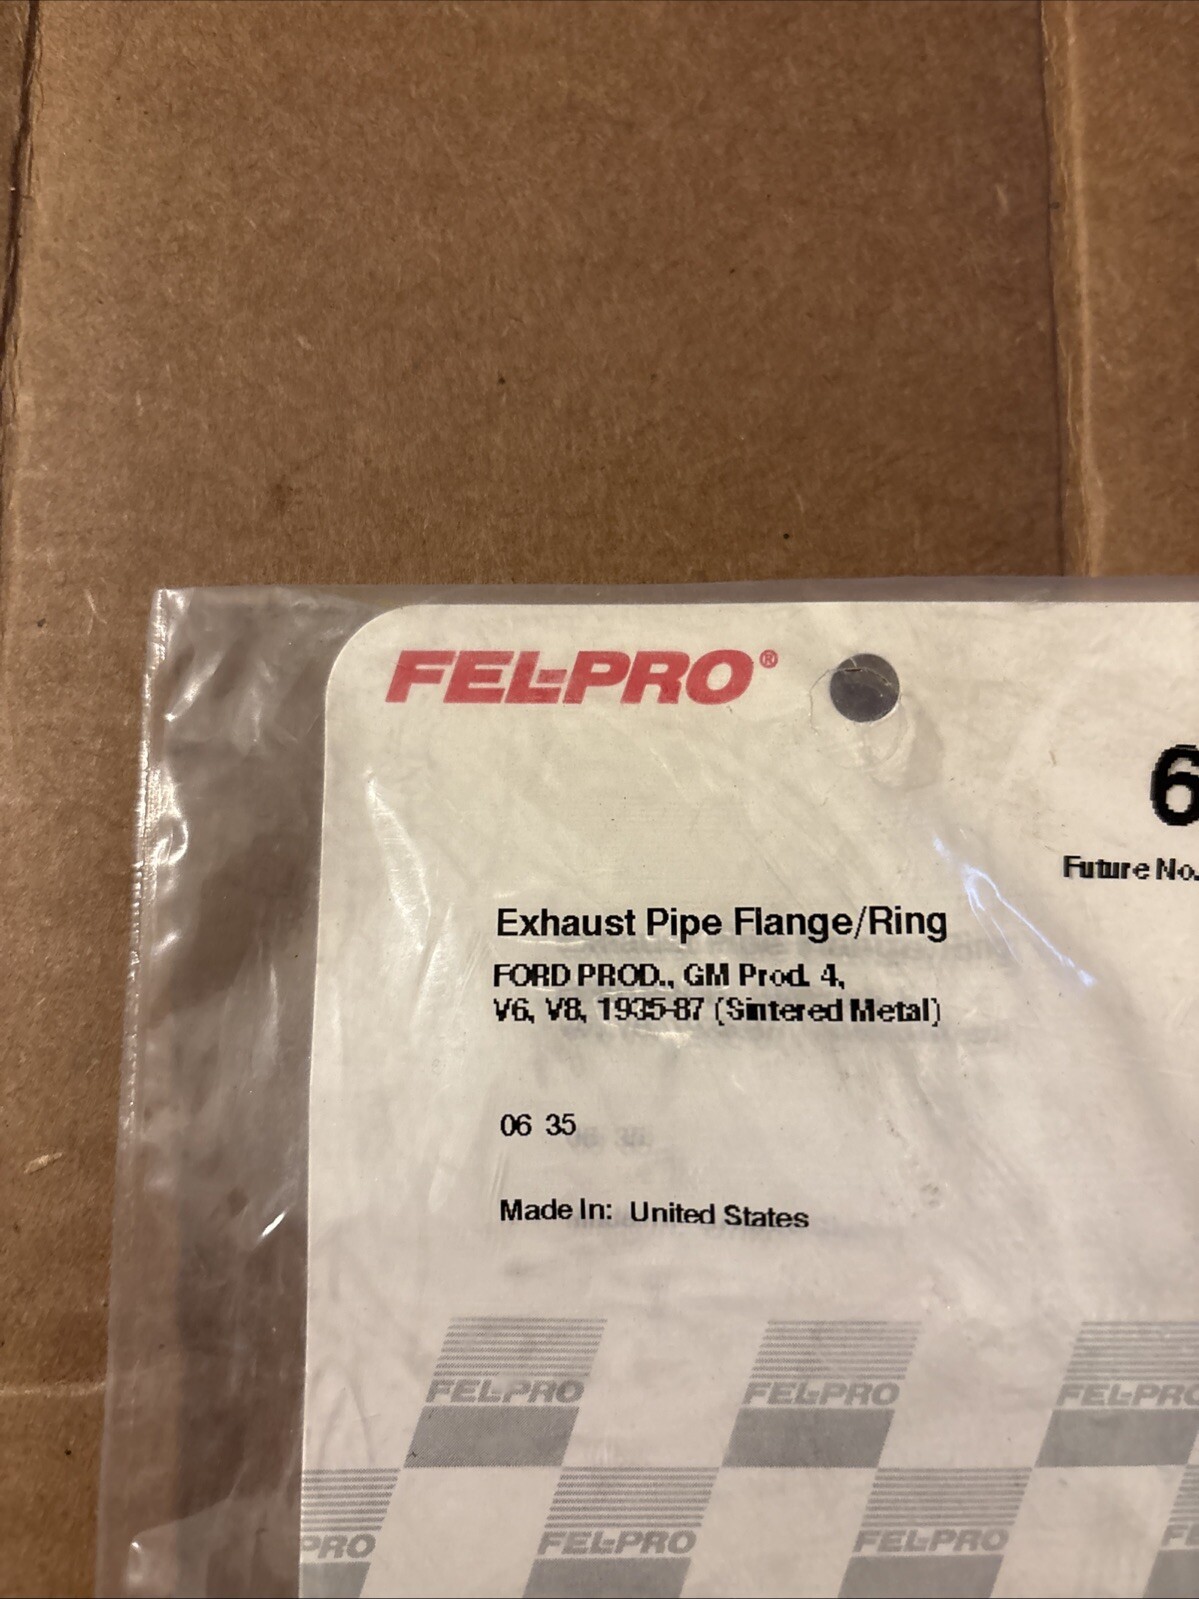 FEL-PRO®
6
Future No.
Exhaust Pipe Flange/Ring
FORD PROD., GM Prod. 4,
V6, V8, 1935-87 (Sintered Metal)
06 35
Made In: United States
FEL-PRO FEL-PRO FEL-PRO
PRO FEL-PRO FEL-PRO FEL